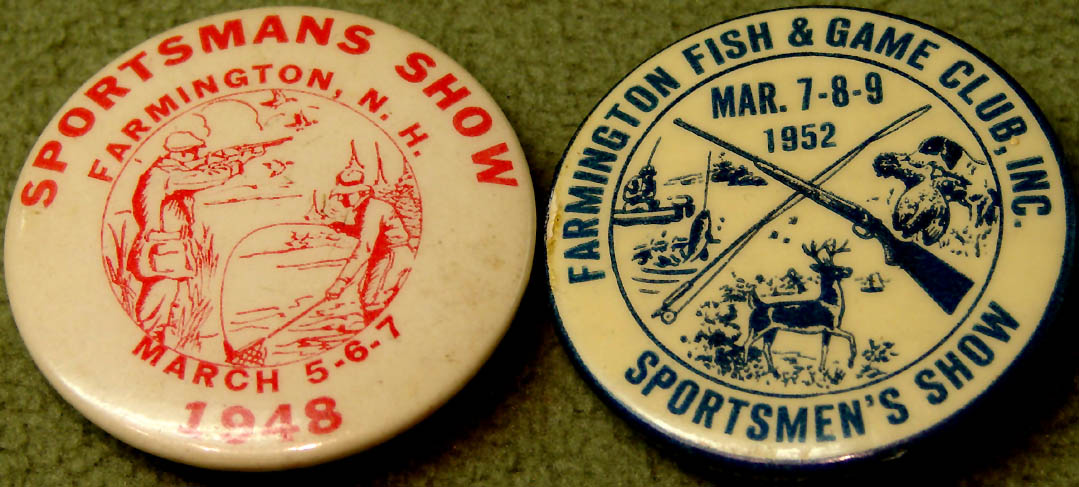 SPORTSMANS SHOW
FARMINGTON, N. H.
MARCH 5-6-7
1948
FARMINGTON FISH & GAME CLUB, INC.
MAR. 7-8-9
1952
SPORTSMEN'S SHOW